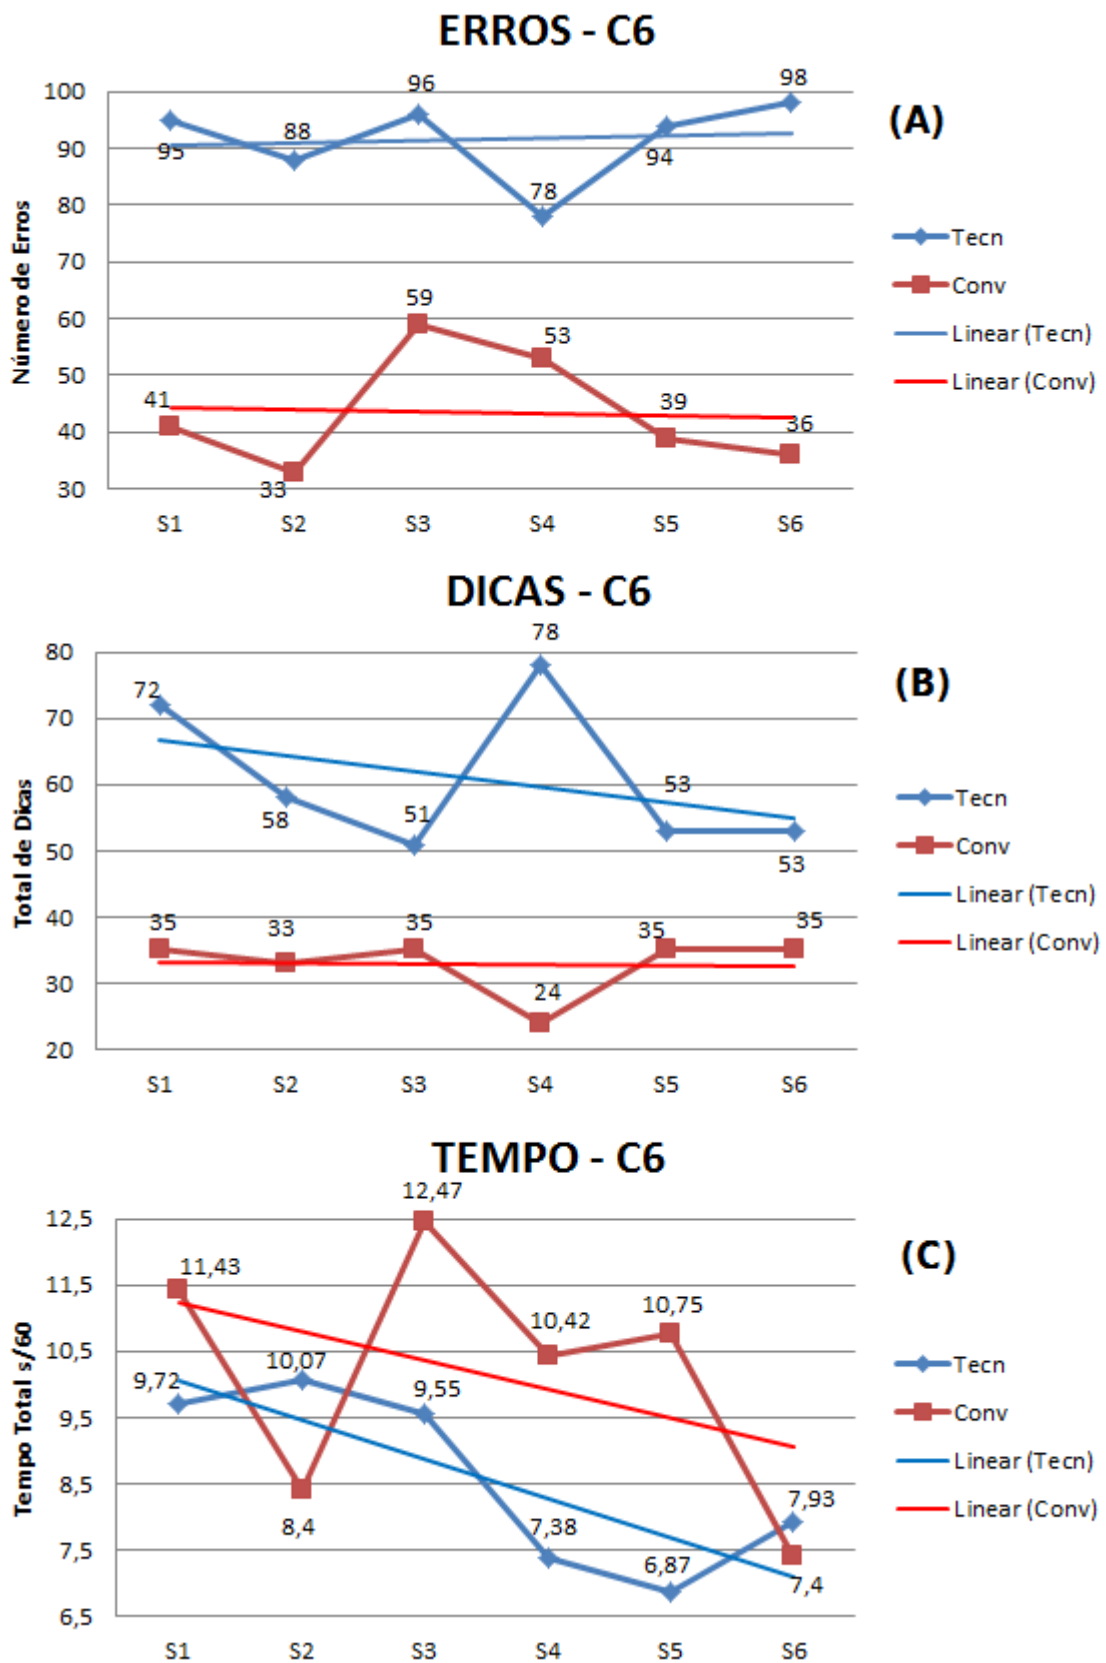 ERROS - C6
(A)
Número de Erros
100
90
80
70
60
50
40
30
95
88
96
78
94
98
41
33
59
53
39
36
S1 S2 S3 S4 S5 S6
Tecn
Conv
Linear (Tecn)
Linear (Conv)
DICAS - C6
(B)
Total de Dicas
80
70
60
50
40
30
20
72
58
51
78
53
53
35
33
35
24
35
35
S1 S2 S3 S4 S5 S6
Tecn
Conv
Linear (Tecn)
Linear (Conv)
TEMPO - C6
(C)
Tempo Total s/60
12,5
11,5
10,5
9,5
8,5
7,5
6,5
11,43
8,4
12,47
10,42
10,75
7,4
9,72
10,07
9,55
7,38
6,87
7,93
S1 S2 S3 S4 S5 S6
Tecn
Conv
Linear (Tecn)
Linear (Conv)